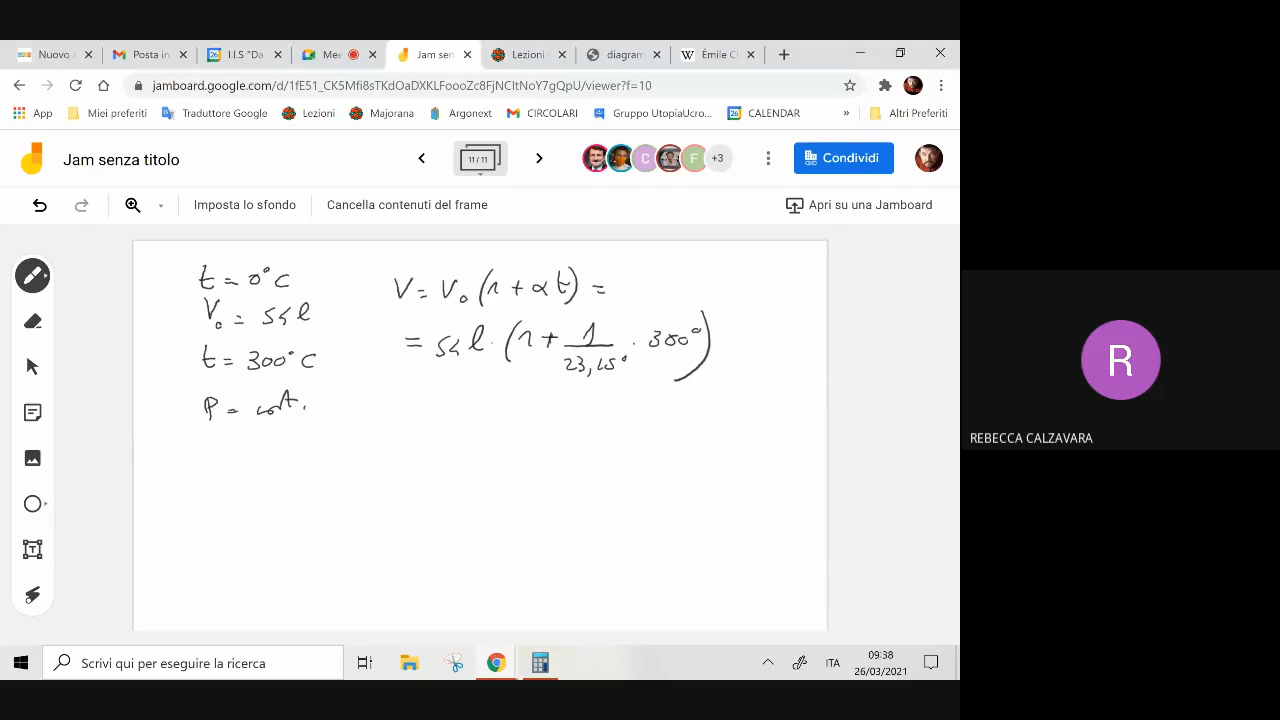 Nuovo A
Posta in
I.I.S "Da
Mee
Jam sen
Lezioni
diagram
Émile Cl
jamboard.google.com/d/1fE51_CK5Mfi8sTKdOaDXKLFoooZc8FjNCItNoY7gQpU/viewer?f=10
App
Miei preferiti
Traduttore Google
Lezioni
Majorana
Argonext
CIRCOLARI
Gruppo UtopiaUcro...
CALENDAR
»
Altri Preferiti
Jam senza titolo
11 / 11
C
F
+3
Condividi
Imposta lo sfondo
Cancella contenuti del frame
Apri su una Jamboard
t = 0°C
V₀ = 54 l
t = 300°C
P = cost.
V = V₀ (1 + α t) =
= 54 l · (1 + 1/23,15° · 300°)
R
REBECCA CALZAVARA
Scrivi qui per eseguire la ricerca
ITA
09:38
26/03/2021